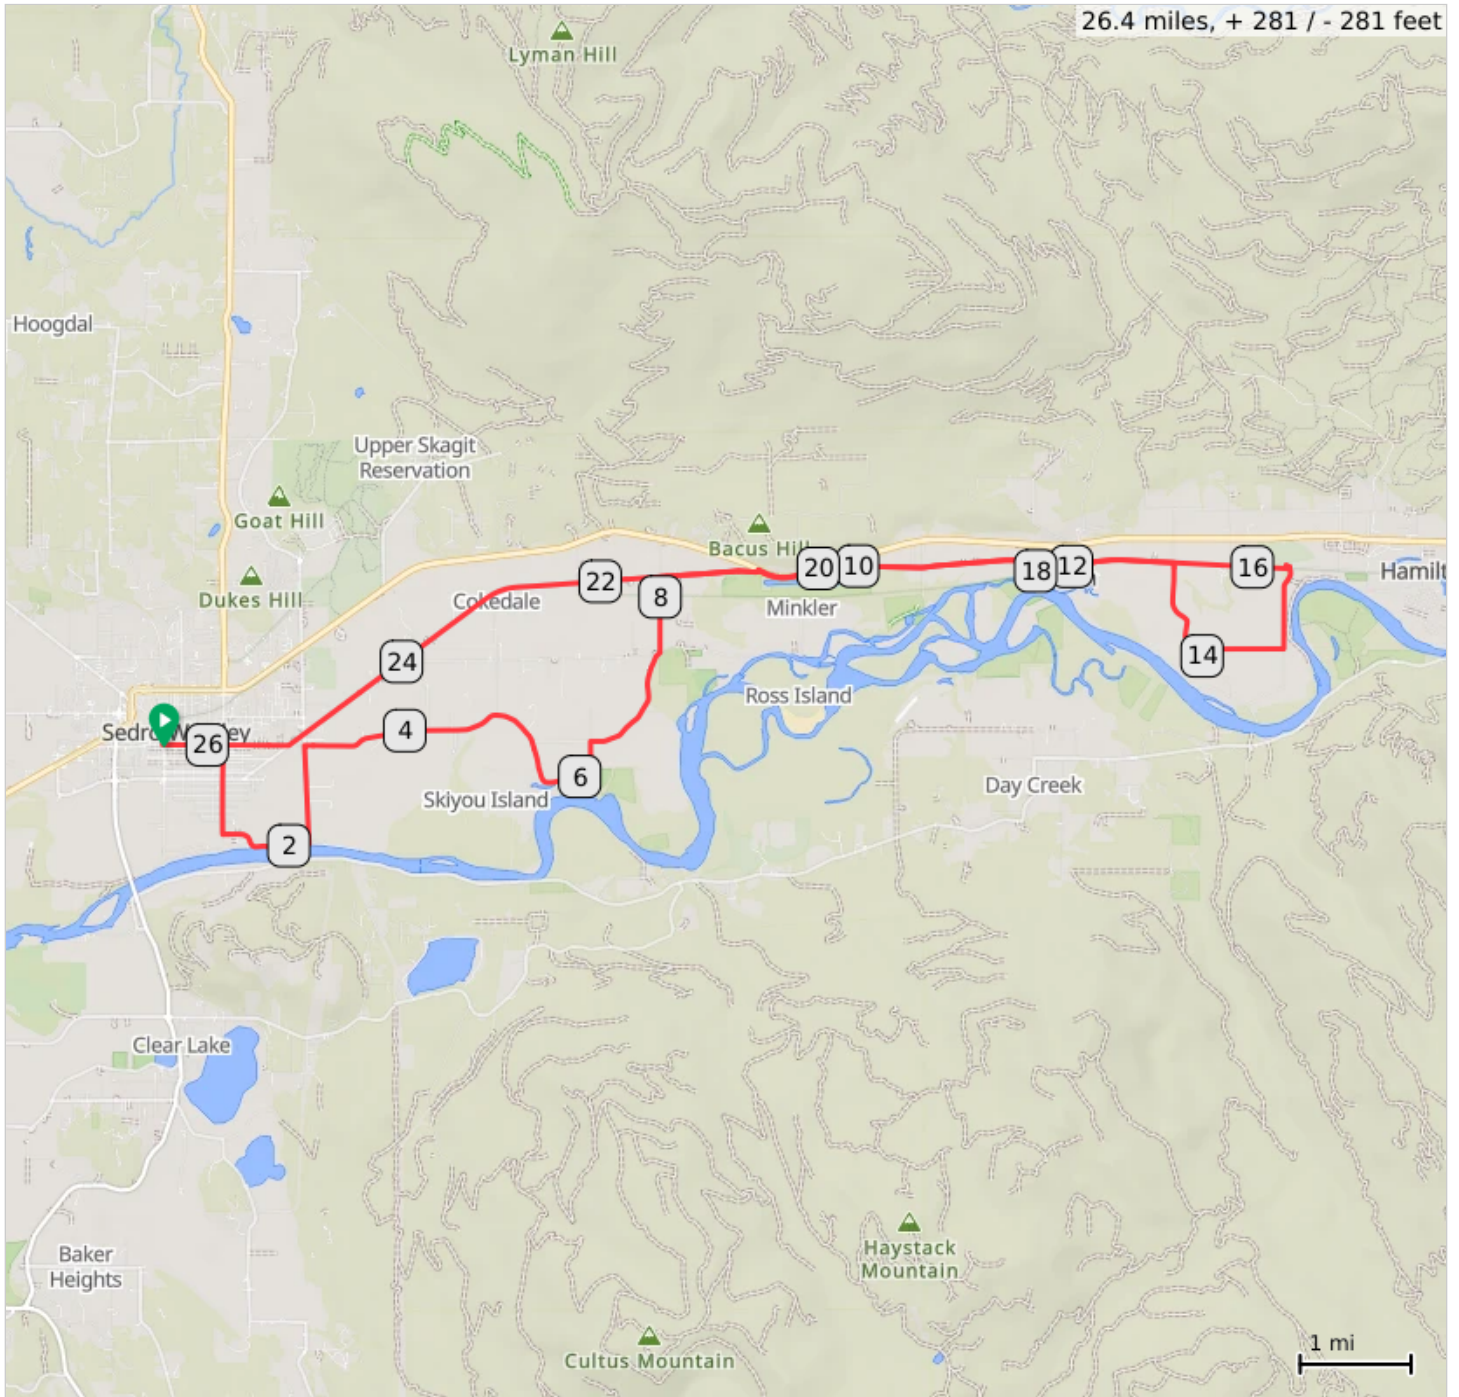 26.4 miles, + 281 / - 281 feet
Lyman Hill
Hoogdal
Upper Skagit
Reservation
Goat Hill
Bacus Hill
Dukes Hill
22
20
10
18
12
16
Hamilt
8
Cokedale
Minkler
24
14
Ross Island
4
26
6
Skiyou Island
Day Creek
2
Clear Lake
Baker
Heights
Haystack
Mountain
Cultus Mountain
1 mi